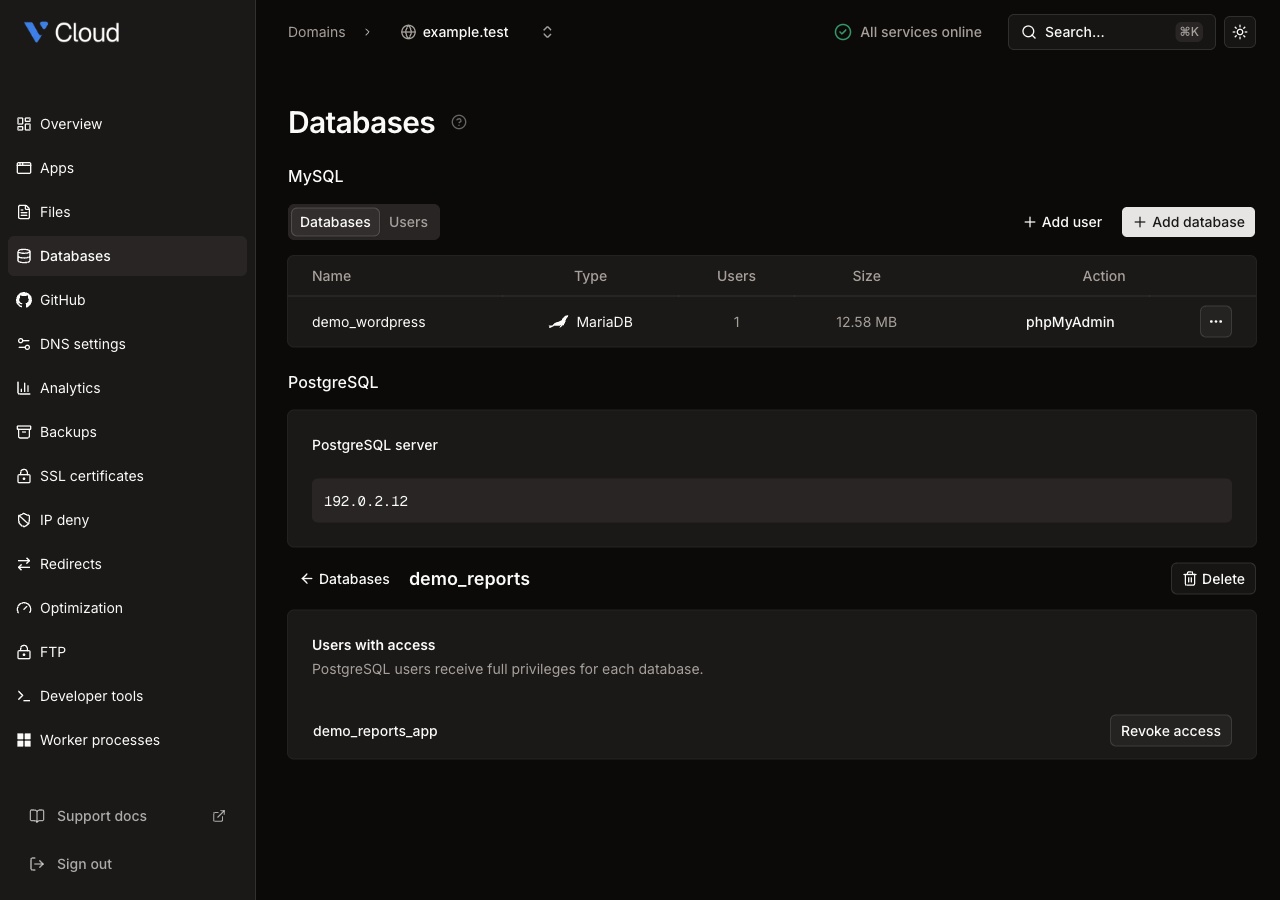 Cloud
Domains
example.test
All services online
Search...
⌘K
Overview
Apps
Files
Databases
GitHub
DNS settings
Analytics
Backups
SSL certificates
IP deny
Redirects
Optimization
FTP
Developer tools
Worker processes
Support docs
Sign out
Databases
MySQL
Databases Users
+ Add user
+ Add database
Name Type Users Size Action
demo_wordpress MariaDB 1 12.58 MB phpMyAdmin
PostgreSQL
PostgreSQL server
192.0.2.12
Databases demo_reports Delete
Users with access
PostgreSQL users receive full privileges for each database.
demo_reports_app Revoke access